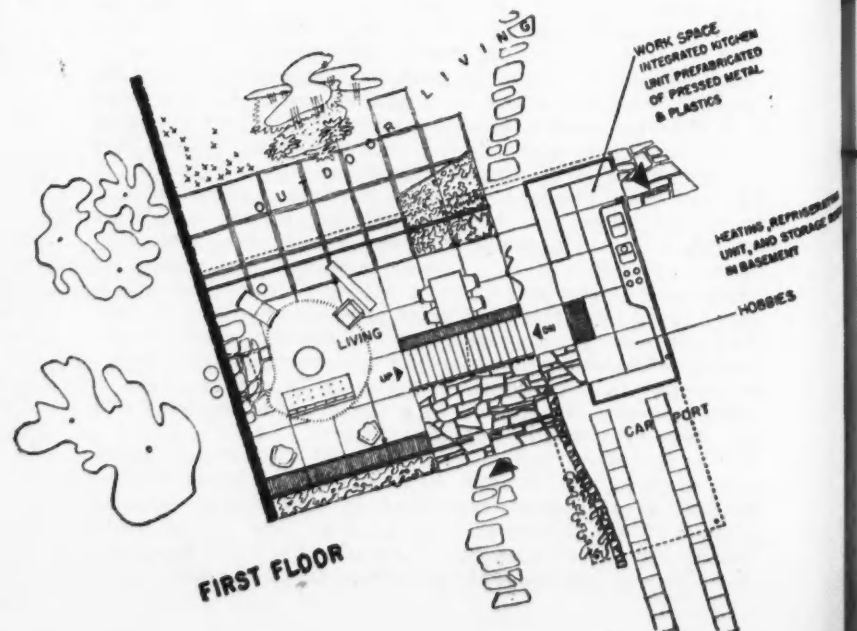 OUTDOOR LIVING
WORK SPACE
INTEGRATED KITCHEN
UNIT PREFABRICATED
OF PRESSED METAL
& PLASTICS
HEATING, REFRIGERATING
UNIT, AND STORAGE
IN BASEMENT
HOBBIES
LIVING
UP
DN
CAR PORT
FIRST FLOOR